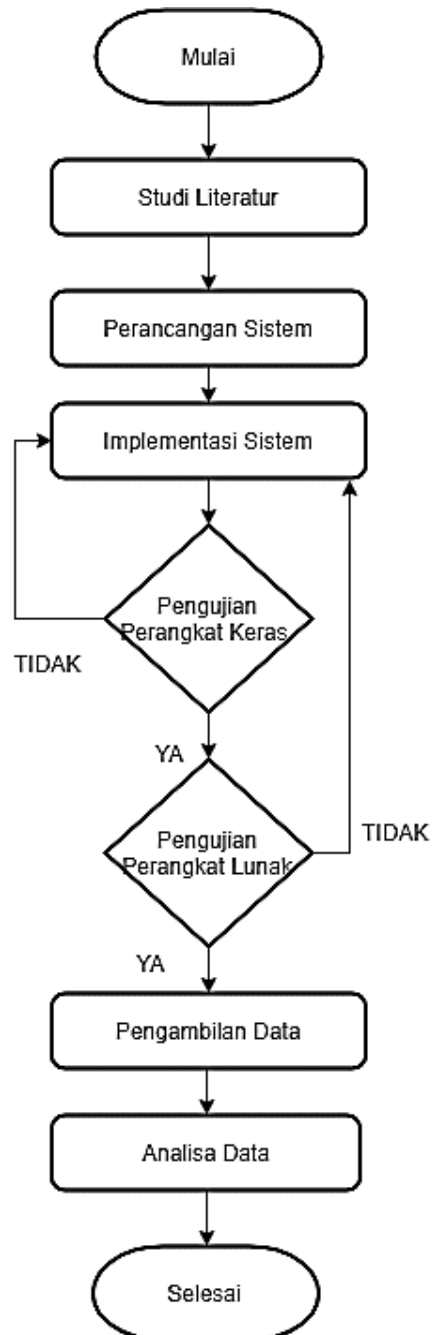 Mulai
Studi Literatur
Perancangan Sistem
Implementasi Sistem
Pengujian
Perangkat Keras
TIDAK
YA
Pengujian
Perangkat Lunak
TIDAK
YA
Pengambilan Data
Analisa Data
Selesai